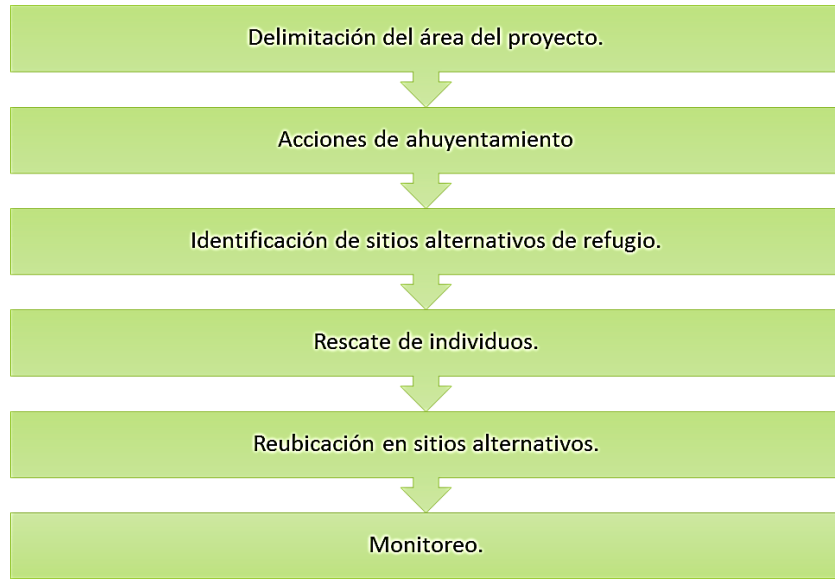 Delimitación del área del proyecto.
Acciones de ahuyentamiento
Identificación de sitios alternativos de refugio.
Rescate de individuos.
Reubicación en sitios alternativos.
Monitoreo.